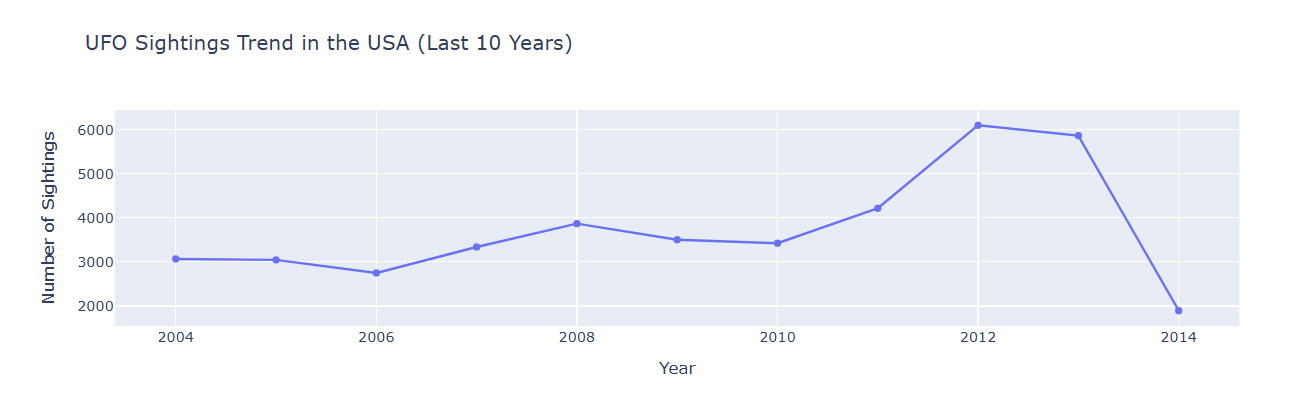 UFO Sightings Trend in the USA (Last 10 Years)
Number of Sightings
6000
5000
4000
3000
2000
2004 2006 2008 2010 2012 2014
Year